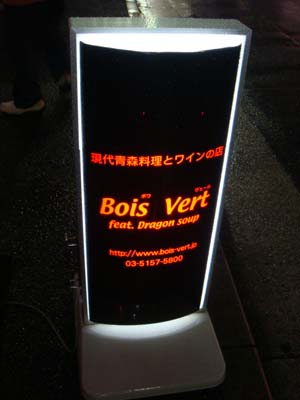 現代青森料理とワインの店
ボワ ヴェール
Bois Vert
feat. Dragon soup
http://www.bois-vert.jp
03-5157-5800